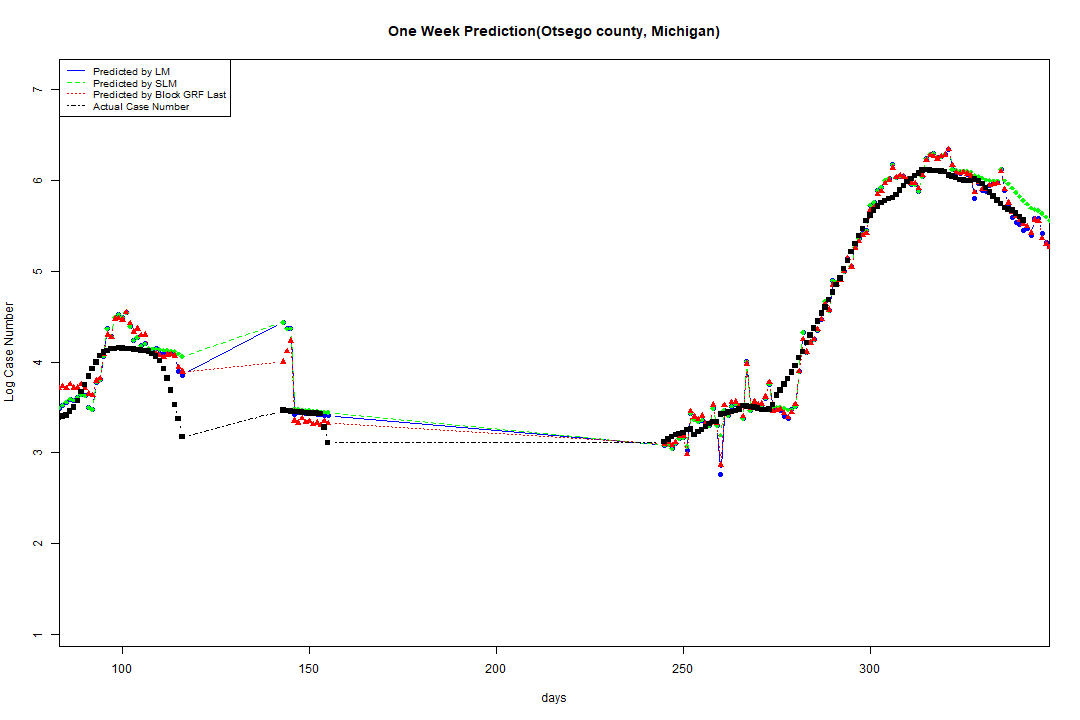 One Week Prediction(Otsego county, Michigan)
Predicted by LM
Predicted by SLM
Predicted by Block GRF Last
Actual Case Number
7
6
5
4
3
2
1
Log Case Number
100 150 200 250 300
days